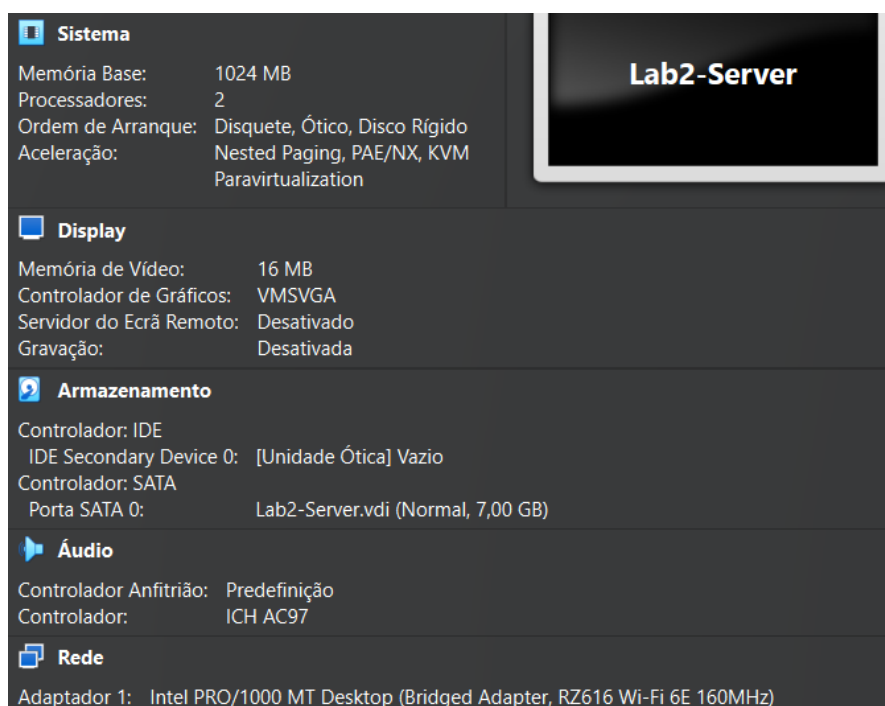 Sistema
Memória Base: 1024 MB
Processadores: 2
Ordem de Arranque: Disquete, Ótico, Disco Rígido
Aceleração: Nested Paging, PAE/NX, KVM
Paravirtualization
Lab2-Server
Display
Memória de Vídeo: 16 MB
Controlador de Gráficos: VMSVGA
Servidor do Ecrã Remoto: Desativado
Gravação: Desativada
Armazenamento
Controlador: IDE
IDE Secondary Device 0: [Unidade Ótica] Vazio
Controlador: SATA
Porta SATA 0: Lab2-Server.vdi (Normal, 7,00 GB)
Áudio
Controlador Anfitrião: Predefinição
Controlador: ICH AC97
Rede
Adaptador 1: Intel PRO/1000 MT Desktop (Bridged Adapter, RZ616 Wi-Fi 6E 160MHz)